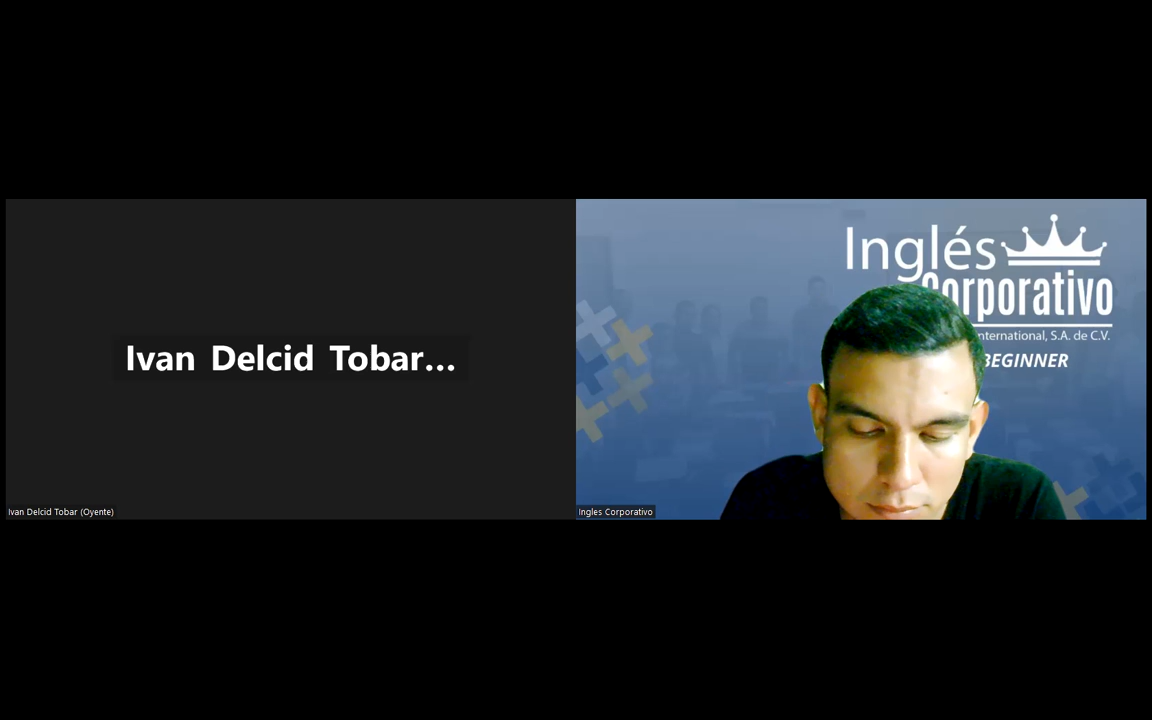 Ivan Delcid Tobar...
Ivan Delcid Tobar (Oyente)
Inglés
Corporativo
International, S.A. de C.V.
BEGINNER
Ingles Corporativo